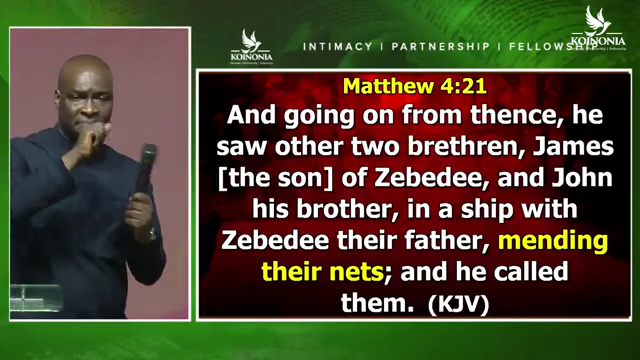 KOINONIA
INTIMACY | PARTNERSHIP | FELLOWSHIP
KOINONIA
Matthew 4:21
And going on from thence, he
saw other two brethren, James
[the son] of Zebedee, and John
his brother, in a ship with
Zebedee their father, mending
their nets; and he called
them. (KJV)